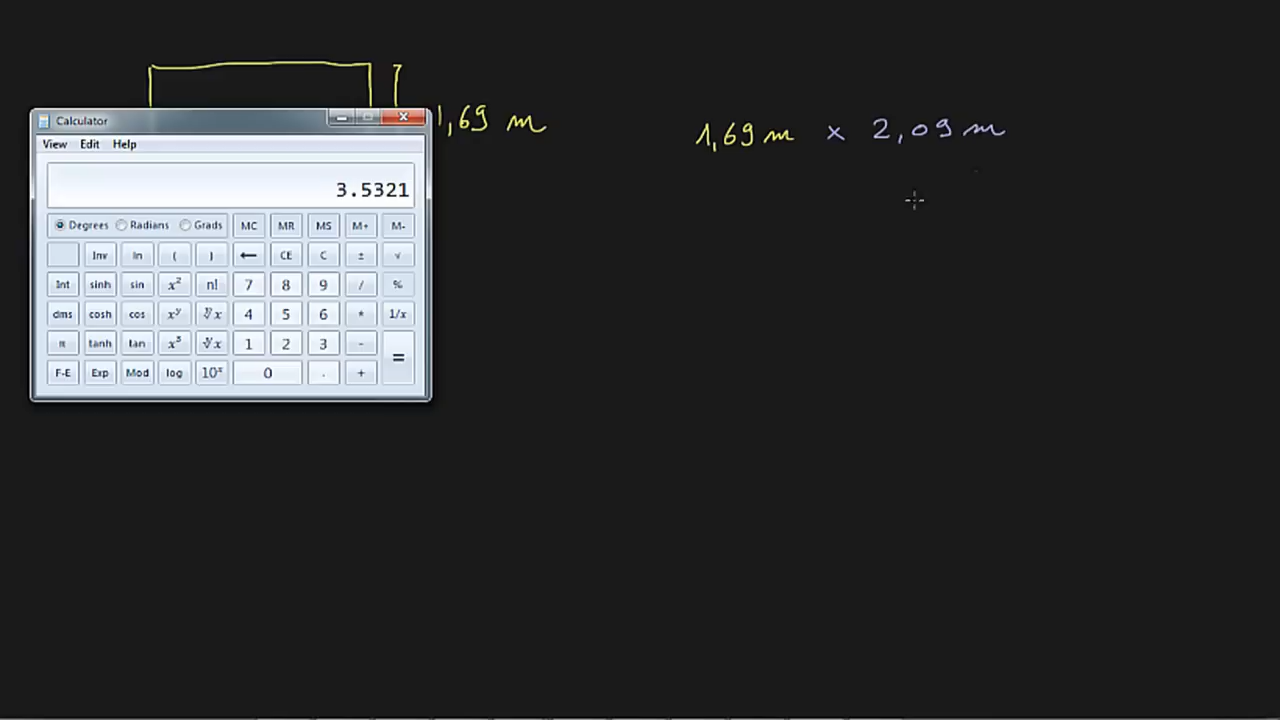 1,69 m
1,69 m x 2,09 m
Calculator
View Edit Help
3.5321
Degrees Radians Grads MC MR MS M+ M-
Inv ln ( ) ← CE C ± √
Int sinh sin x² n! 7 8 9 / %
dms cosh cos xʸ ʸ√x 4 5 6 * 1/x
π tanh tan x³ ³√x 1 2 3 - =
F-E Exp Mod log 10ˣ 0 . +